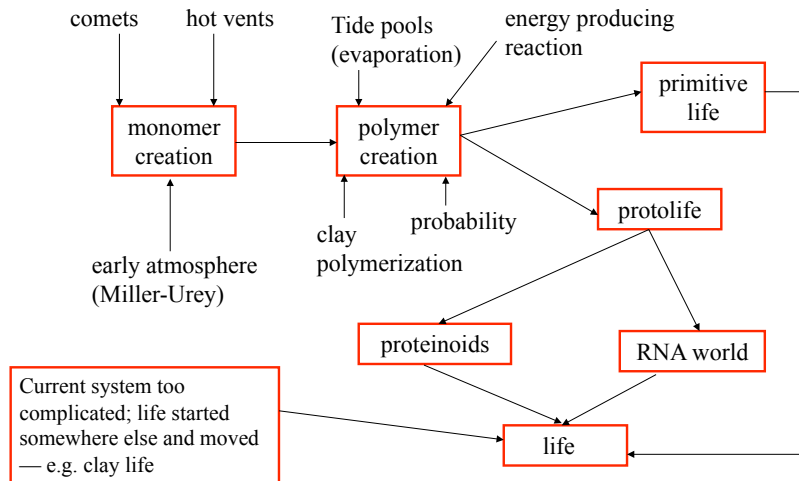 comets
hot vents
Tide pools
(evaporation)
energy producing
reaction
monomer
creation
polymer
creation
primitive
life
early atmosphere
(Miller-Urey)
clay
polymerization
probability
protolife
proteinoids
RNA world
Current system too
complicated; life started
somewhere else and moved
— e.g. clay life
life